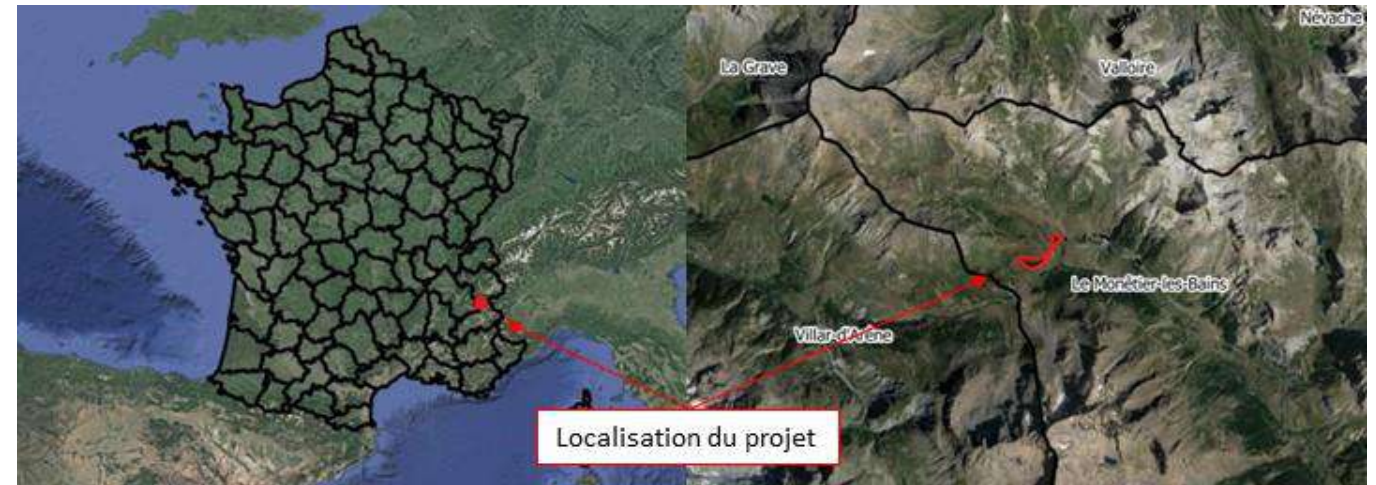 Névache
La Grave
Valloire
Le Monêtier-les-Bains
Villar-d'Arène
Localisation du projet